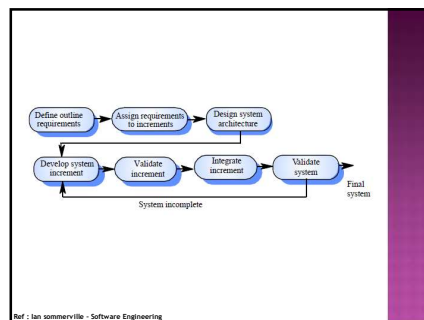 Define outline
requirements
Assign requirements
to increments
Design system
architecture
Develop system
increment
Validate
increment
Integrate
increment
Validate
system
Final
system
System incomplete
Ref : Ian sommerville - Software Engineering